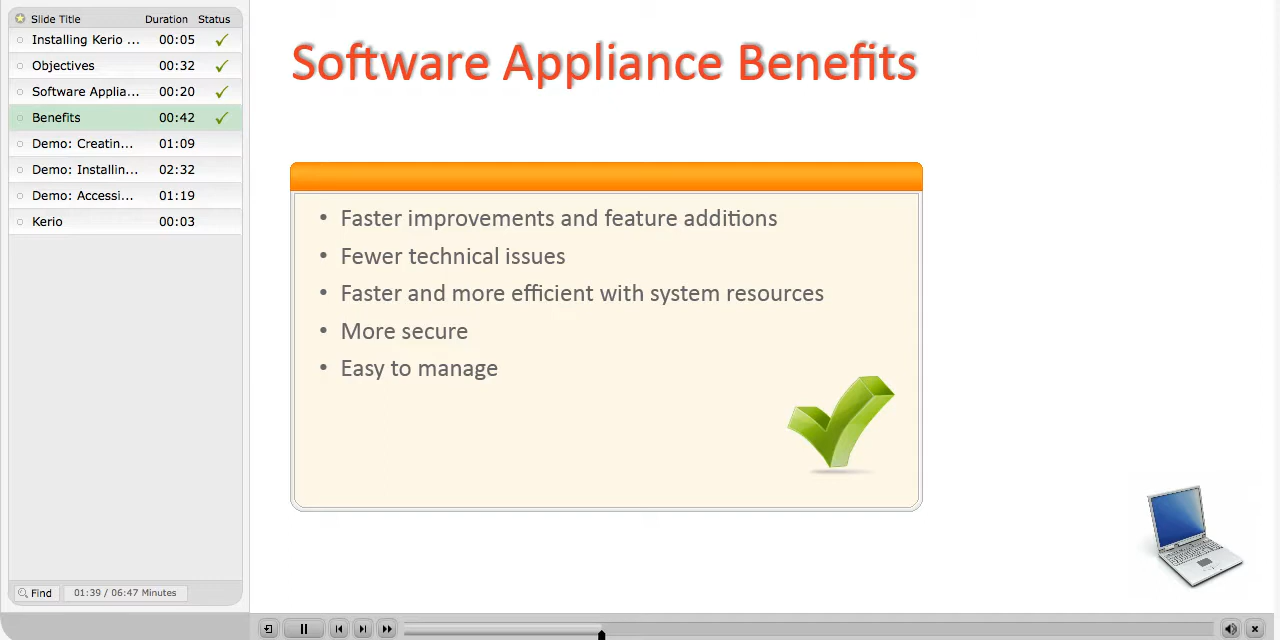 Slide Title Duration Status
Installing Kerio ... 00:05
Objectives 00:32
Software Applia... 00:20
Benefits 00:42
Demo: Creatin... 01:09
Demo: Installin... 02:32
Demo: Accessi... 01:19
Kerio 00:03
Find 01:39 / 06:47 Minutes
Software Appliance Benefits
• Faster improvements and feature additions
• Fewer technical issues
• Faster and more efficient with system resources
• More secure
• Easy to manage